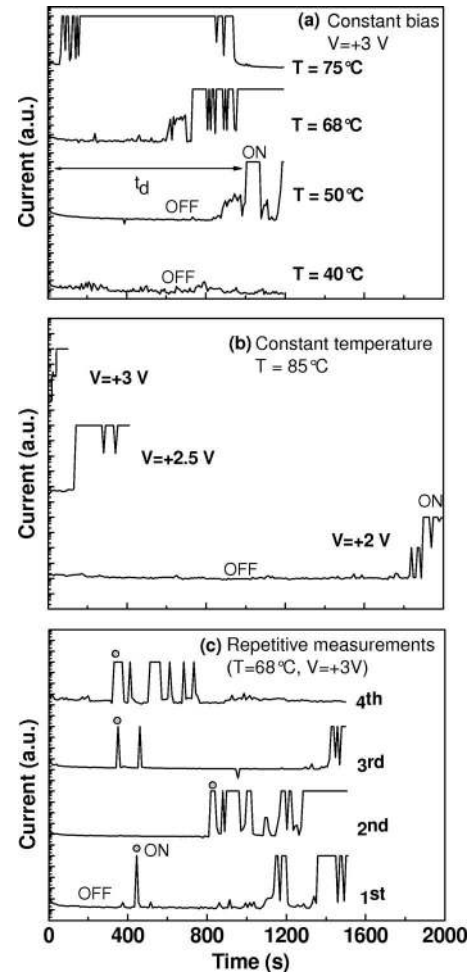 (a) Constant bias
V=+3 V
T = 75°C
T = 68°C
ON
t_d
OFF
T = 50°C
OFF
T = 40°C
Current (a.u.)
(b) Constant temperature
T = 85°C
V=+3 V
V=+2.5 V
ON
V=+2 V
OFF
Current (a.u.)
(c) Repetitive measurements
(T=68°C, V=+3V)
4th
3rd
2nd
ON
OFF
1st
Current (a.u.)
0 400 800 1200 1600 2000
Time (s)